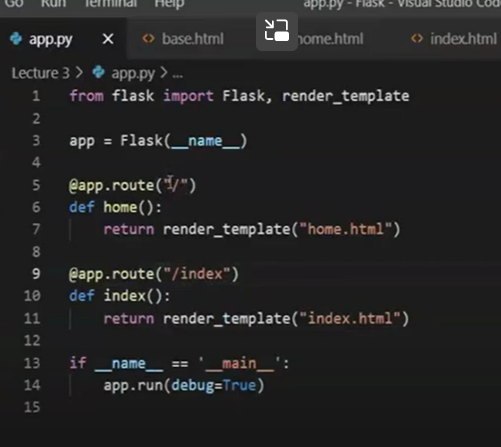 Go Run Terminal Help app.py - Flask - Visual Studio Cod
app.py base.html home.html index.html
Lecture 3 > app.py > ...
1 from flask import Flask, render_template
2
3 app = Flask(__name__)
4
5 @app.route("/")
6 def home():
7 return render_template("home.html")
8
9 @app.route("/index")
10 def index():
11 return render_template("index.html")
12
13 if __name__ == '__main__':
14 app.run(debug=True)
15